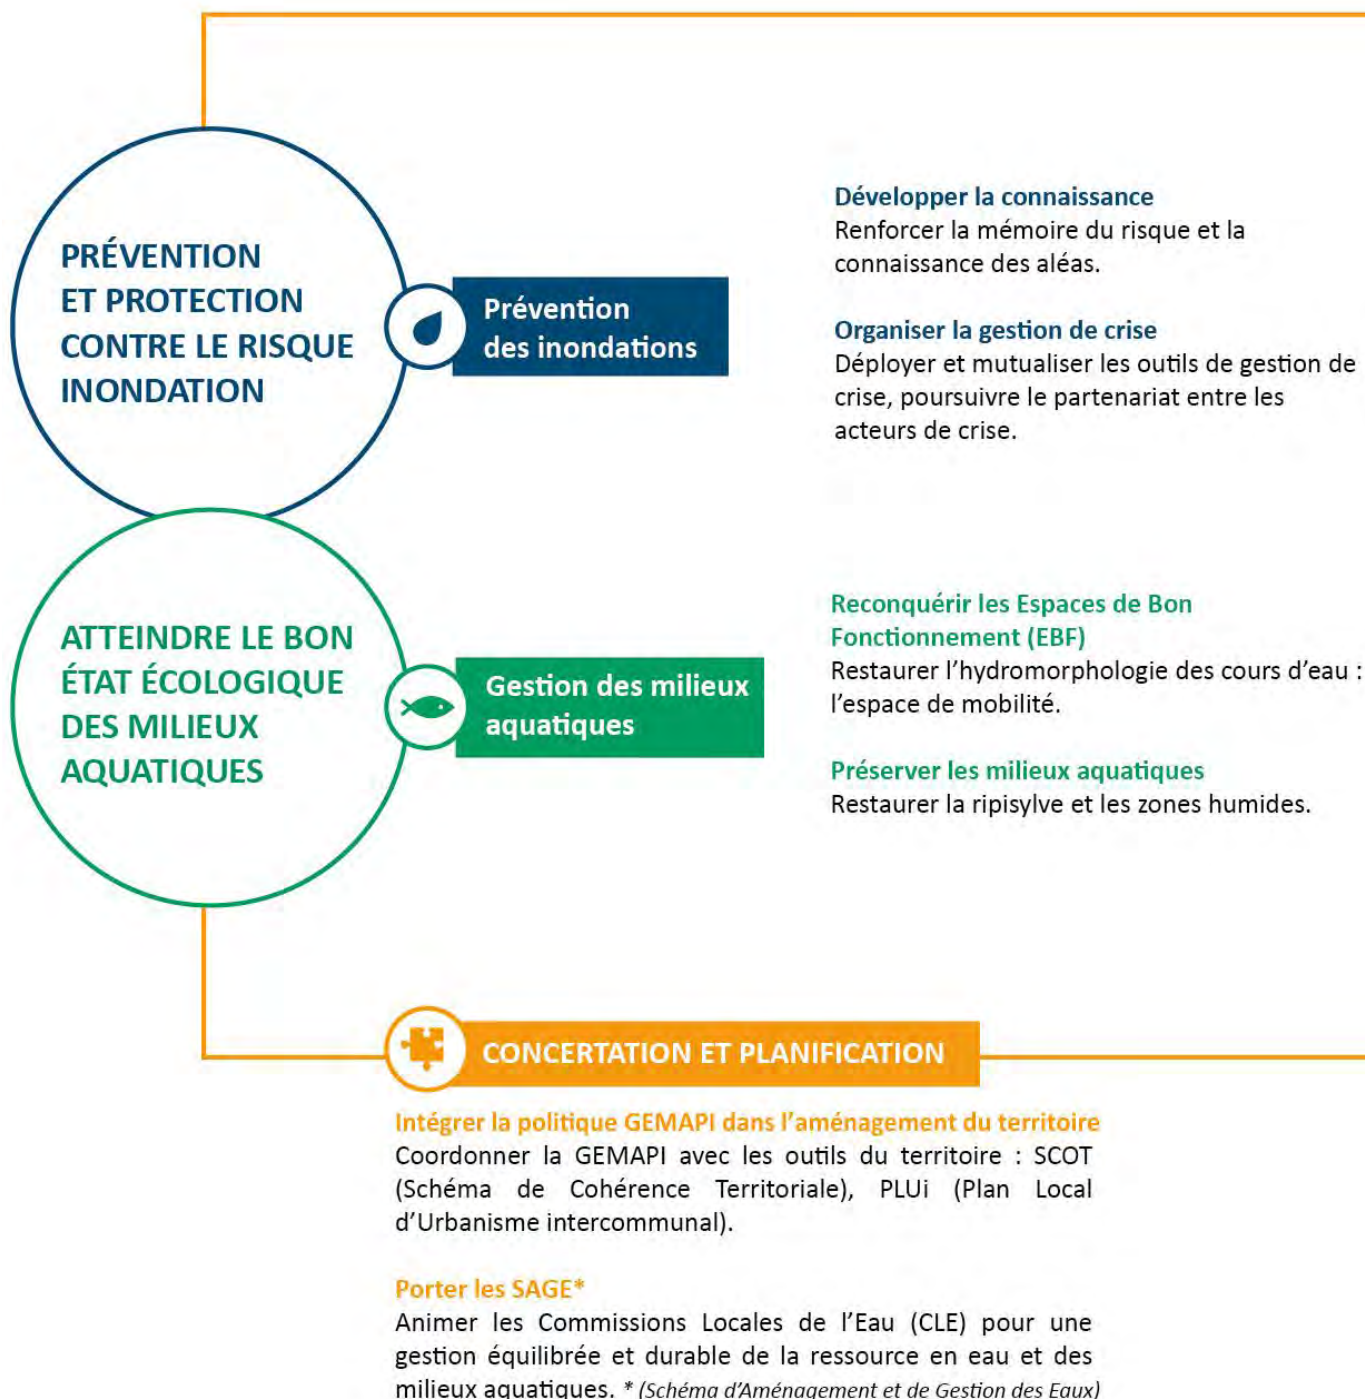 PRÉVENTION
ET PROTECTION
CONTRE LE RISQUE
INONDATION
Prévention
des inondations
Développer la connaissance
Renforcer la mémoire du risque et la
connaissance des aléas.
Organiser la gestion de crise
Déployer et mutualiser les outils de gestion de
crise, poursuivre le partenariat entre les
acteurs de crise.
ATTEINDRE LE BON
ÉTAT ÉCOLOGIQUE
DES MILIEUX
AQUATIQUES
Gestion des milieux
aquatiques
Reconquérir les Espaces de Bon
Fonctionnement (EBF)
Restaurer l’hydromorphologie des cours d’eau :
l’espace de mobilité.
Préserver les milieux aquatiques
Restaurer la ripisylve et les zones humides.
CONCERTATION ET PLANIFICATION
Intégrer la politique GEMAPI dans l’aménagement du territoire
Coordonner la GEMAPI avec les outils du territoire : SCOT
(Schéma de Cohérence Territoriale), PLUi (Plan Local
d’Urbanisme intercommunal).
Porter les SAGE*
Animer les Commissions Locales de l’Eau (CLE) pour une
gestion équilibrée et durable de la ressource en eau et des
milieux aquatiques. * (Schéma d’Aménagement et de Gestion des Eaux)